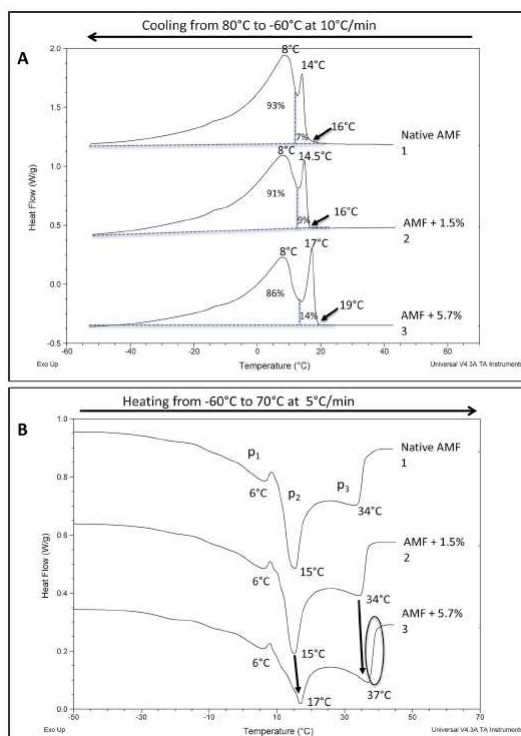 Cooling from 80°C to -60°C at 10°C/min
A
2.0
1.5
1.0
0.5
0.0
-0.5
Heat Flow (W/g)
8°C
14°C
93%
7%
16°C
Native AMF
1
8°C
14.5°C
91%
9%
16°C
AMF + 1.5%
2
8°C
17°C
86%
14%
19°C
AMF + 5.7%
3
-60
-40
-20
0
20
40
60
Exo Up
Temperature (°C)
Universal V4.3A TA Instruments
Heating from -60°C to 70°C at 5°C/min
B
1.0
0.8
0.6
0.4
0.2
0.0
Heat Flow (W/g)
p1
p2
p3
6°C
15°C
34°C
Native AMF
1
6°C
15°C
34°C
AMF + 1.5%
2
6°C
17°C
37°C
AMF + 5.7%
3
-50
-30
-10
10
30
50
70
Exo Up
Temperature (°C)
Universal V4.3A TA Instruments